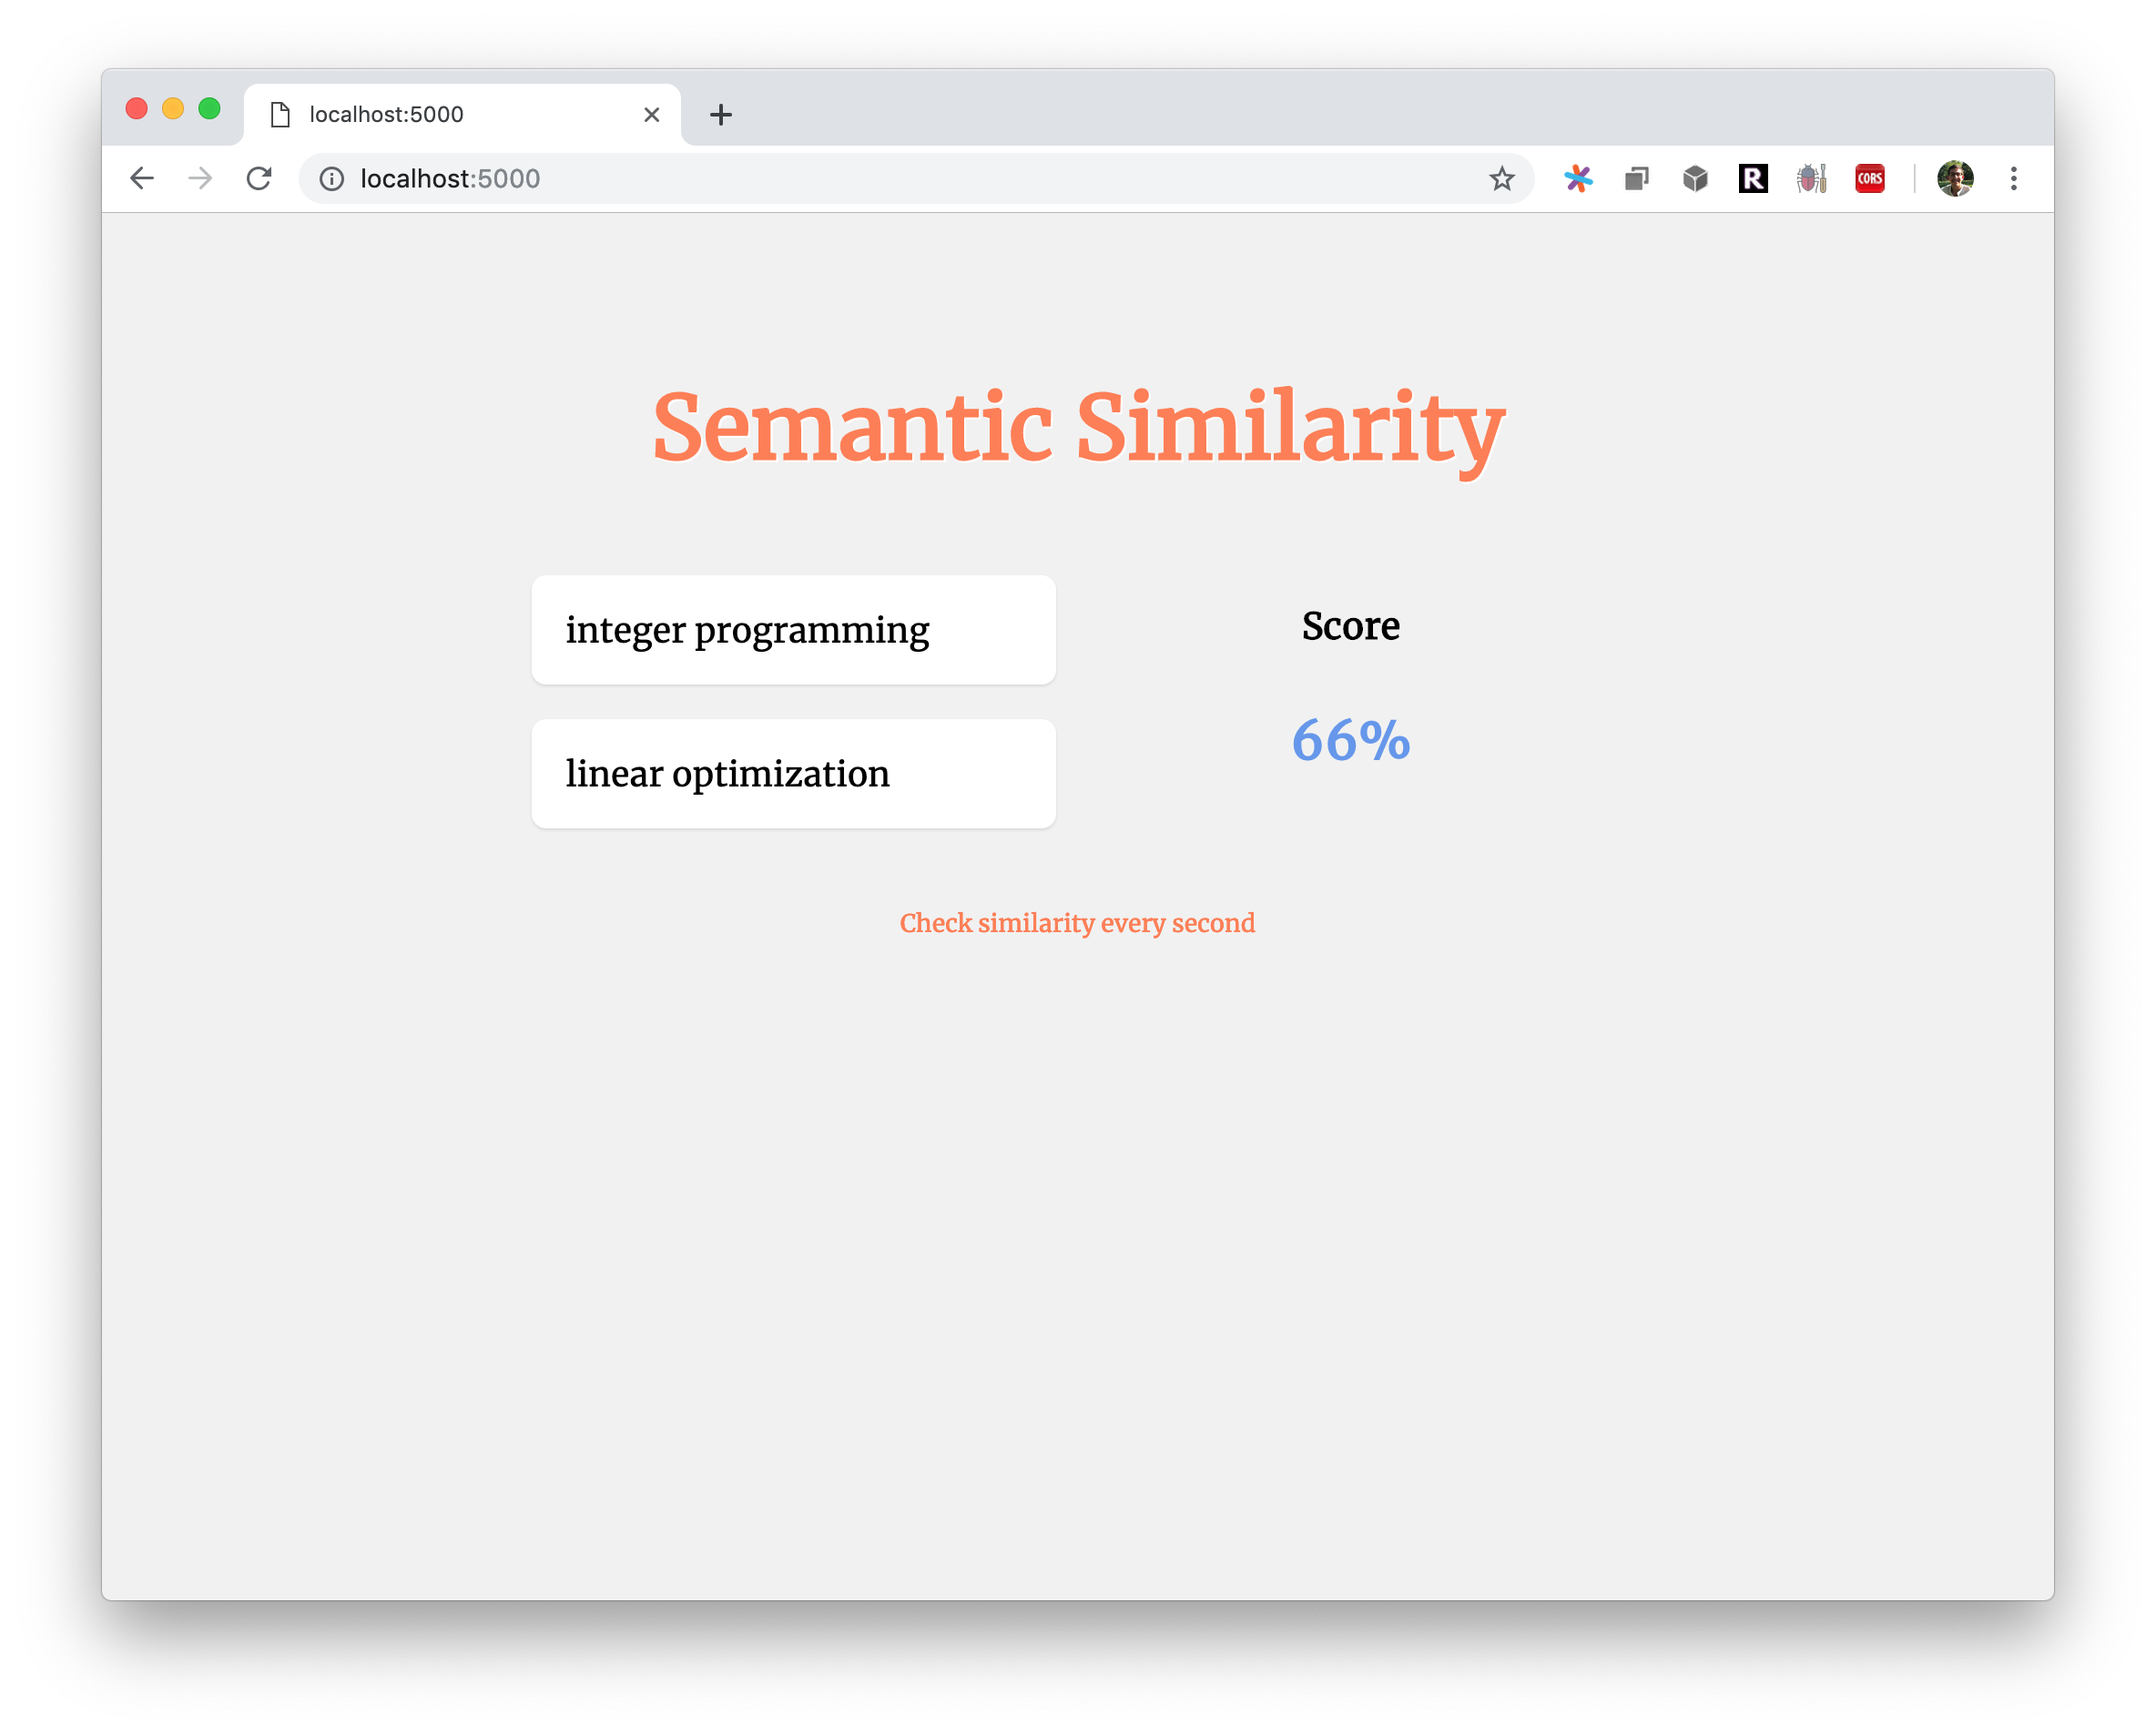 localhost:5000
localhost:5000
R
CORS
Semantic Similarity
integer programming
Score
66%
linear optimization
Check similarity every second